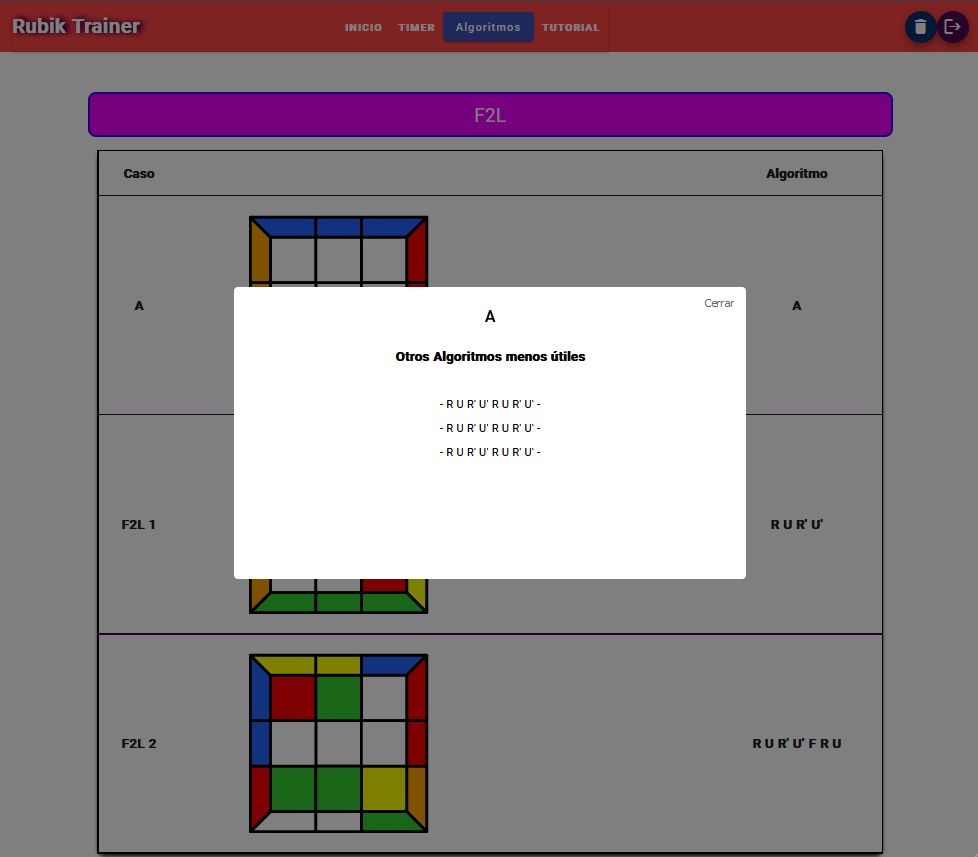 Rubik Trainer
INICIO TIMER Algoritmos TUTORIAL
F2L
Caso Algoritmo
A A
Cerrar
A
Otros Algoritmos menos útiles
- R U R' U' R U R' U' -
- R U R' U' R U R' U' -
- R U R' U' R U R' U' -
F2L 1 R U R' U'
F2L 2 R U R' U' F R U